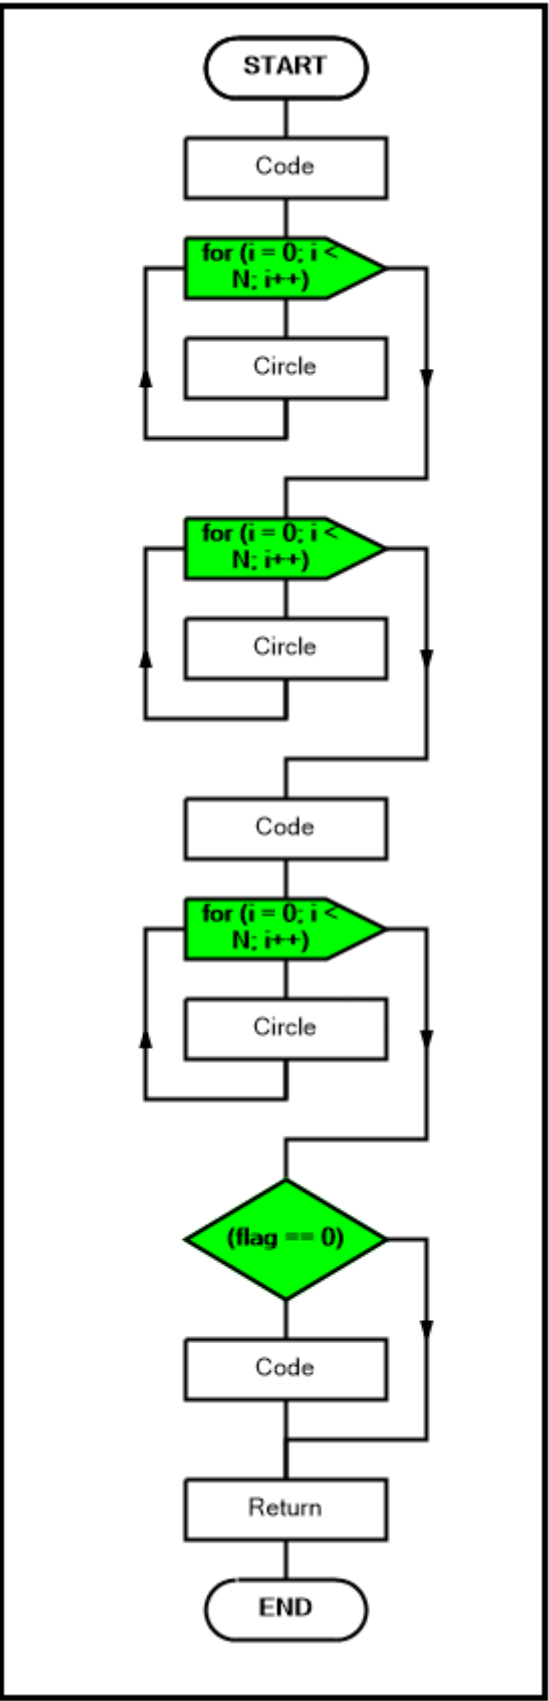 START
Code
for (i = 0; i <
N; i++)
Circle
for (i = 0; i <
N; i++)
Circle
Code
for (i = 0; i <
N; i++)
Circle
(flag == 0)
Code
Return
END